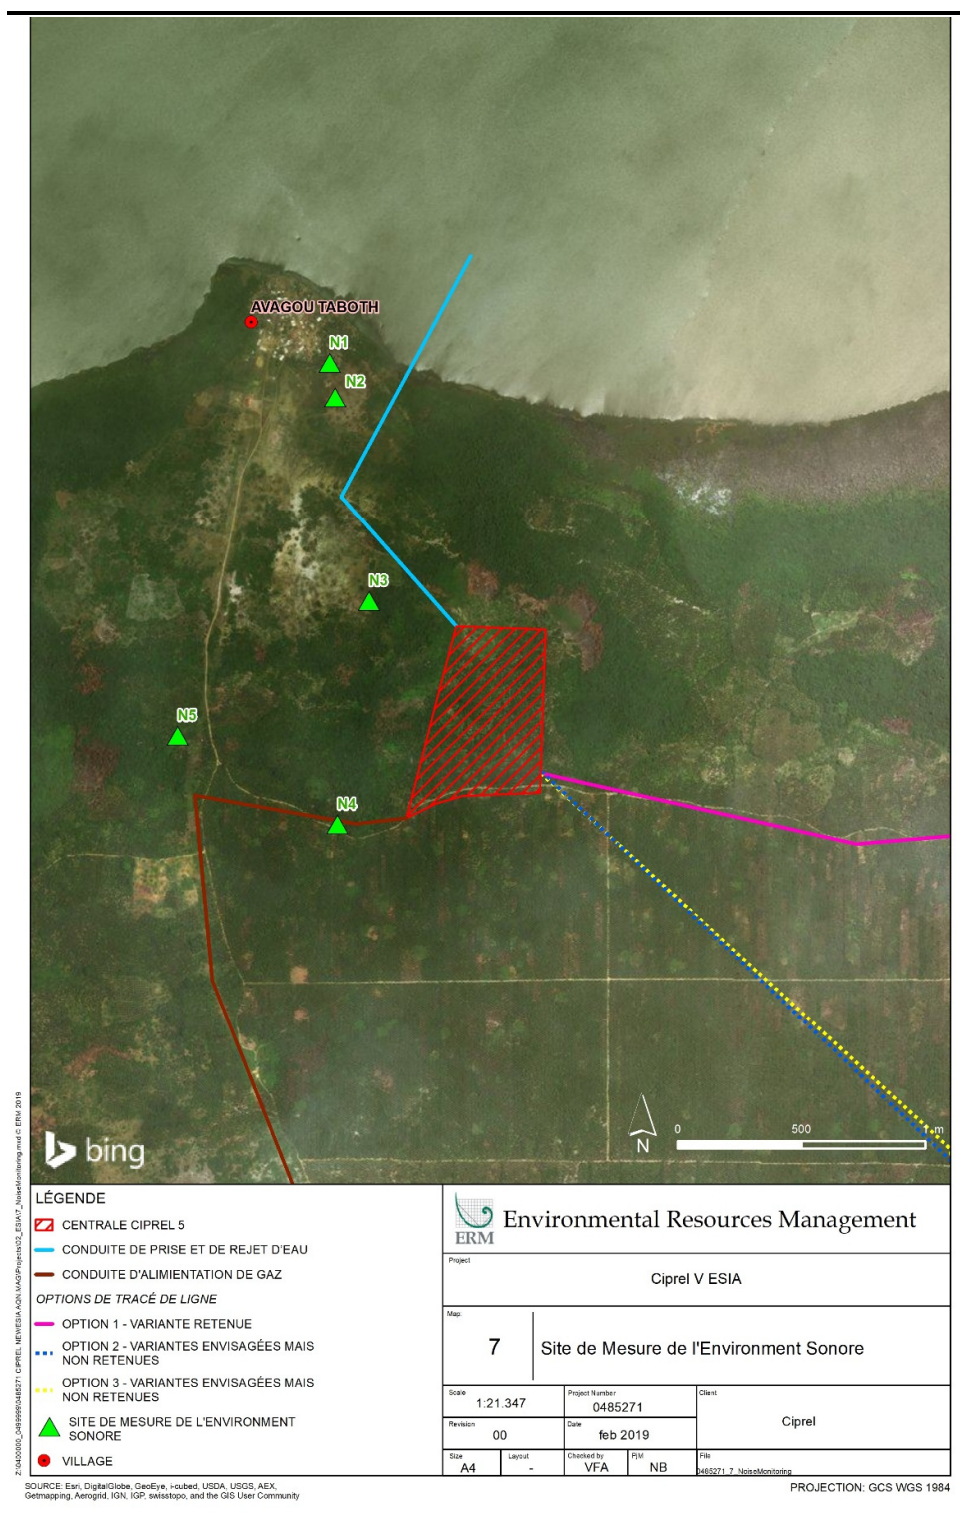 AVAGOU TABOTH
N1
N2
N3
N5
N4
bing
N
0 500 1 m
LÉGENDE
CENTRALE CIPREL 5
CONDUITE DE PRISE ET DE REJET D'EAU
CONDUITE D'ALIMIENTATION DE GAZ
OPTIONS DE TRACÉ DE LIGNE
OPTION 1 - VARIANTE RETENUE
OPTION 2 - VARIANTES ENVISAGÉES MAIS
NON RETENUES
OPTION 3 - VARIANTES ENVISAGÉES MAIS
NON RETENUES
SITE DE MESURE DE L'ENVIRONMENT
SONORE
VILLAGE
ERM
Environmental Resources Management
Project
Ciprel V ESIA
Map:
7
Site de Mesure de l'Environment Sonore
Scale
1:21.347
Project Number
0485271
Client
Ciprel
Revision
00
Date
feb 2019
Size
A4
Layout
-
Checked by
VFA
PJM
NB
File
0485271_7_NoiseMonitoring
SOURCE: Esri, DigitalGlobe, GeoEye, i-cubed, USDA, USGS, AEX,
Getmapping, Aerogrid, IGN, IGP, swisstopo, and the GIS User Community
PROJECTION: GCS WGS 1984